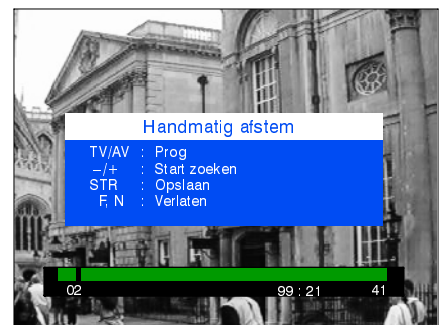 Handmatig afstem
TV/AV : Prog
–/+ : Start zoeken
STR : Opslaan
F, N : Verlaten
02 99 : 21 41